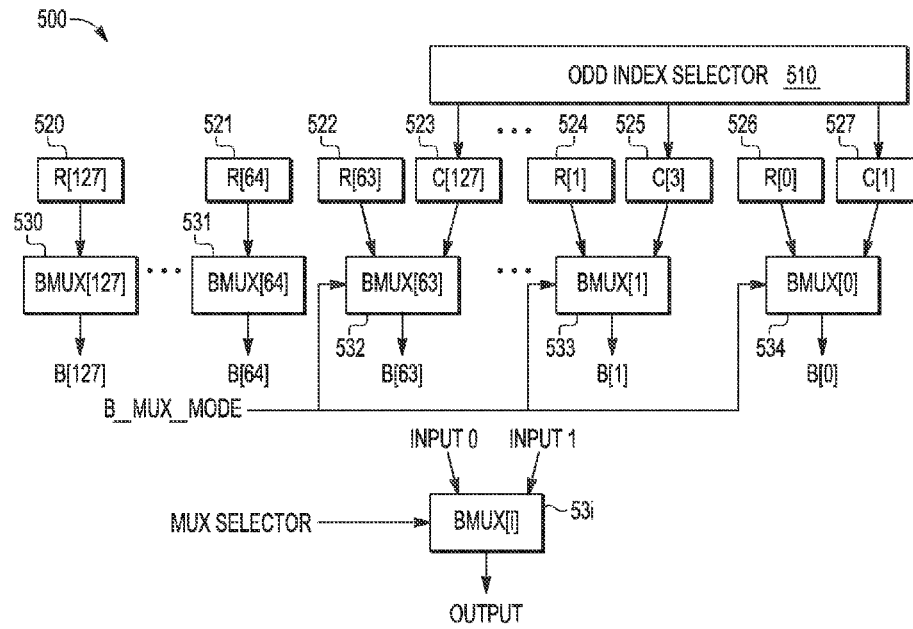 500
ODD INDEX SELECTOR 510
520 521 522 523 ... 524 525 526 527
R[127] R[64] R[63] C[127] R[1] C[3] R[0] C[1]
530 531
BMUX[127] ... BMUX[64] BMUX[63] ... BMUX[1] BMUX[0]
532 533 534
B[127] B[64] B[63] B[1] B[0]
B_MUX_MODE
INPUT 0 INPUT 1
MUX SELECTOR BMUX[i] 53i
OUTPUT